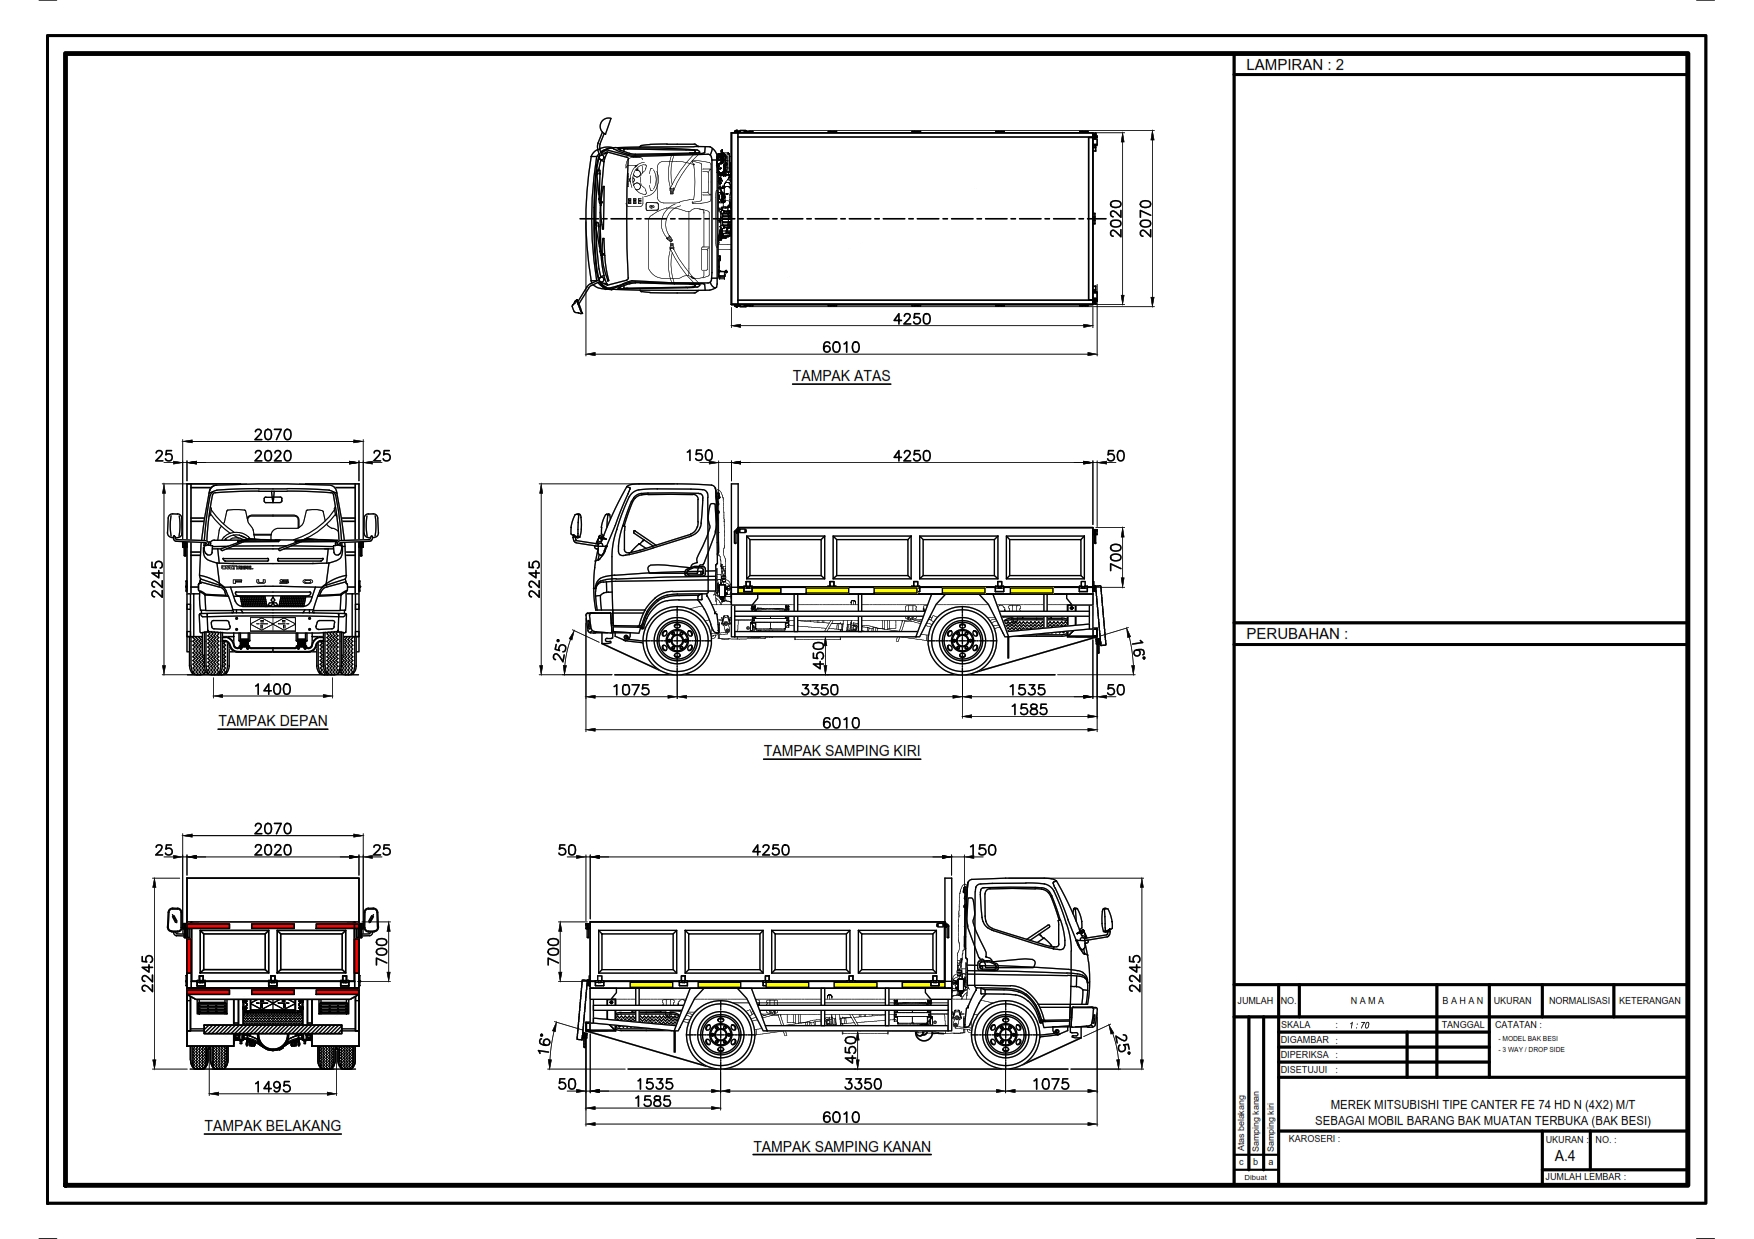 LAMPIRAN : 2
2020
2070
4250
6010
TAMPAK ATAS
2070
25 2020 25
2245
FUSO
1400
TAMPAK DEPAN
150 4250 50
2245
700
25°
450
16°
1075 3350 1535 50
1585
6010
TAMPAK SAMPING KIRI
PERUBAHAN :
2070
25 2020 25
2245
700
1495
TAMPAK BELAKANG
50 4250 150
700
2245
16°
450
25°
50 1535 3350 1075
1585
6010
TAMPAK SAMPING KANAN
JUMLAH NO. N A M A B A H A N UKURAN NORMALISASI KETERANGAN
SKALA : 1 : 70 TANGGAL CATATAN :
DIGAMBAR : - MODEL BAK BESI
DIPERIKSA : - 3 WAY / DROP SIDE
DISETUJUI :
Atas belakang
Samping kanan
Samping kiri
c b a
Dibuat
MEREK MITSUBISHI TIPE CANTER FE 74 HD N (4X2) M/T
SEBAGAI MOBIL BARANG BAK MUATAN TERBUKA (BAK BESI)
KAROSERI : UKURAN : NO. :
A.4
JUMLAH LEMBAR :